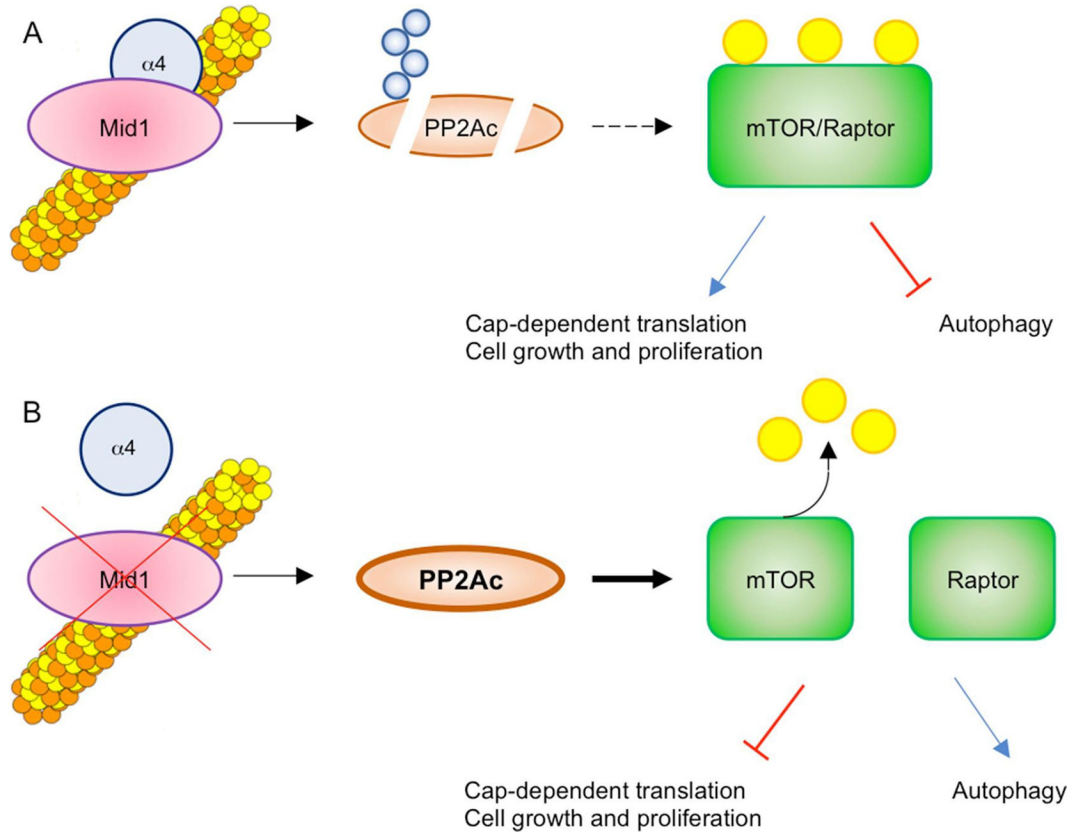 A
α4
Mid1
PP2Ac
mTOR/Raptor
Cap-dependent translation
Cell growth and proliferation
Autophagy
B
α4
Mid1
PP2Ac
mTOR
Raptor
Cap-dependent translation
Cell growth and proliferation
Autophagy